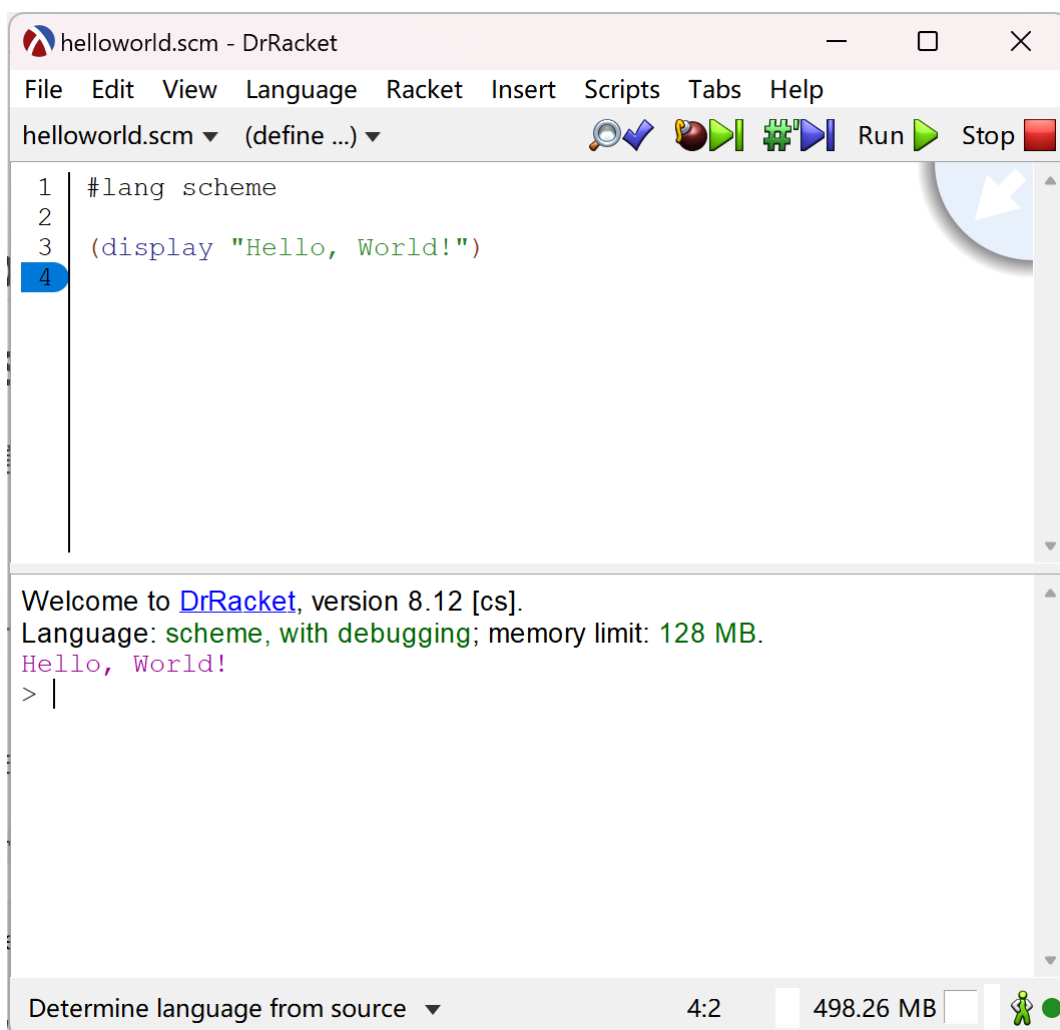 helloworld.scm - DrRacket
File Edit View Language Racket Insert Scripts Tabs Help
helloworld.scm (define ...) Run Stop
1 #lang scheme
2
3 (display "Hello, World!")
4
Welcome to DrRacket, version 8.12 [cs].
Language: scheme, with debugging; memory limit: 128 MB.
Hello, World!
>
Determine language from source 4:2 498.26 MB